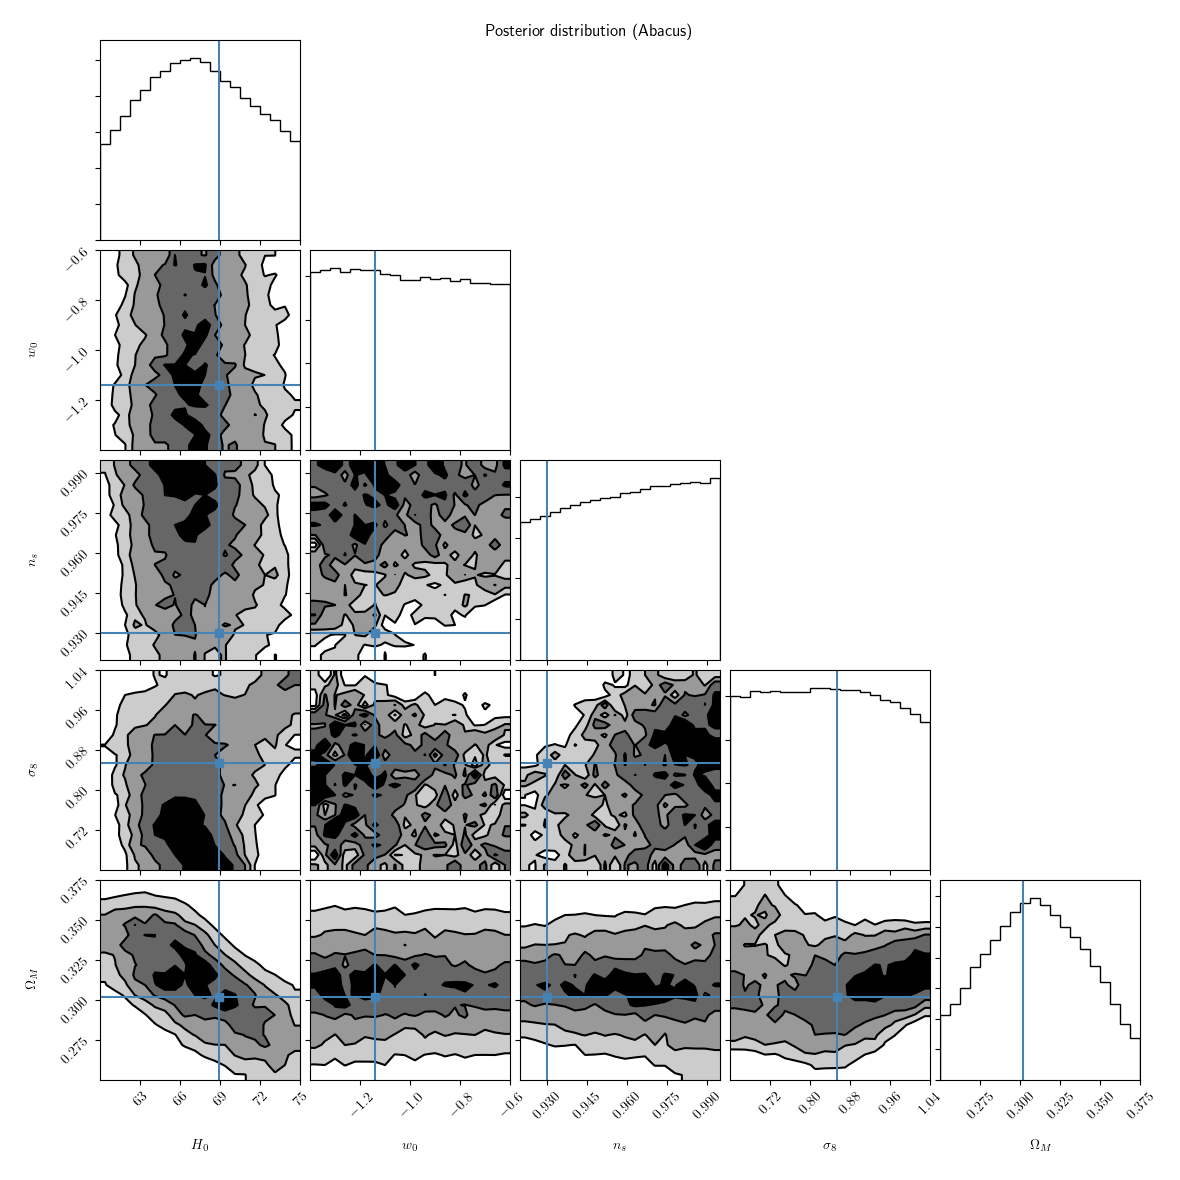 Posterior distribution (Abacus)
−0.6
−0.8
−1.0
−1.2
w₀
0.990
0.975
0.960
0.945
0.930
nₛ
1.04
0.96
0.88
0.80
0.72
σ₈
0.375
0.350
0.325
0.300
0.275
Ω_M
63 66 69 72 75
−1.2 −1.0 −0.8 −0.6
0.930 0.945 0.960 0.975 0.990
0.72 0.80 0.88 0.96 1.04
0.275 0.300 0.325 0.350 0.375
H₀ w₀ nₛ σ₈ Ω_M